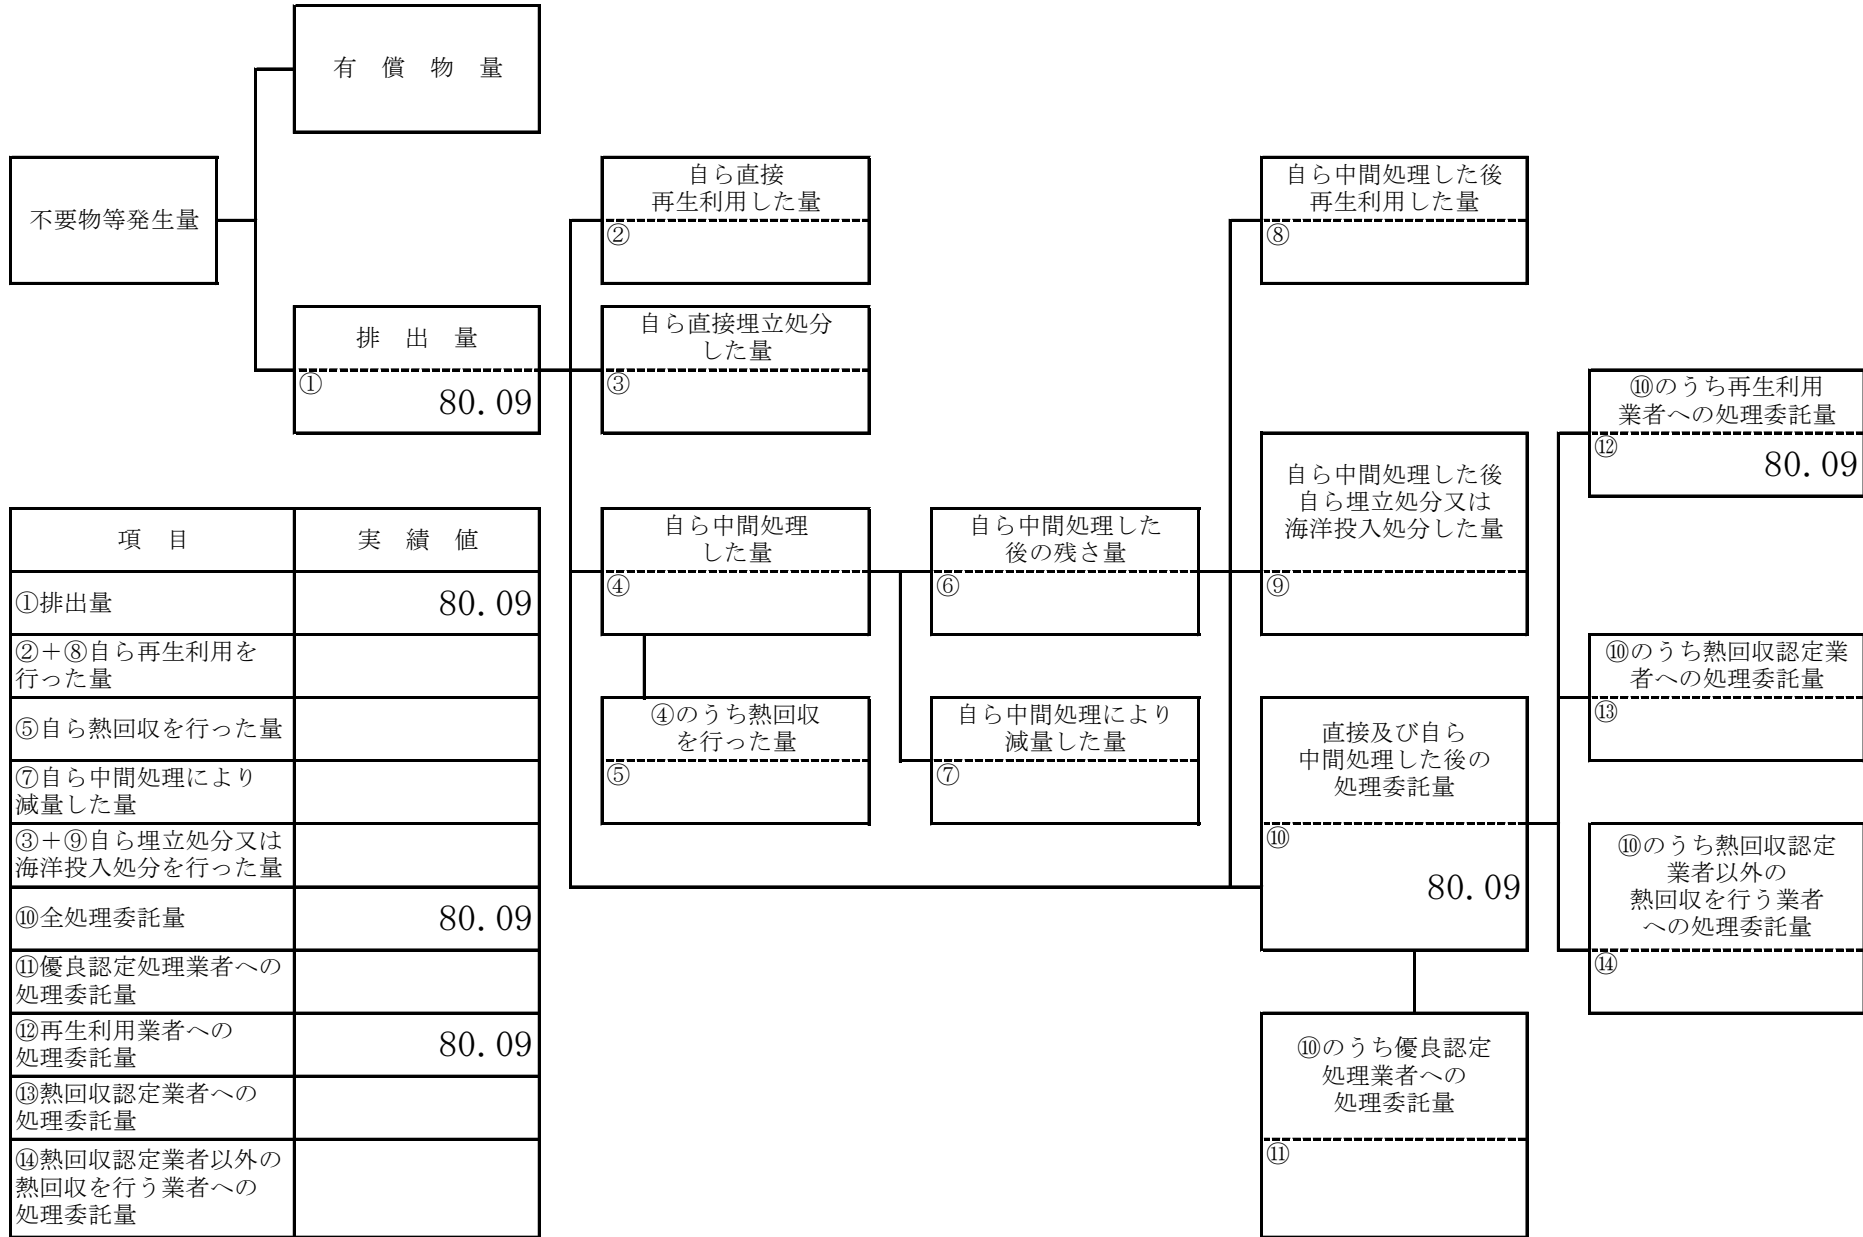 有 償 物 量
不要物等発生量
排 出 量
①
80.09
自ら直接
再生利用した量
②
自ら直接埋立処分
した量
③
自ら中間処理
した量
④
④のうち熱回収
を行った量
⑤
自ら中間処理した
後の残さ量
⑥
自ら中間処理により
減量した量
⑦
自ら中間処理した後
再生利用した量
⑧
自ら中間処理した後
自ら埋立処分又は
海洋投入処分した量
⑨
直接及び自ら
中間処理した後の
処理委託量
⑩
80.09
⑩のうち優良認定
処理業者への
処理委託量
⑪
⑩のうち再生利用
業者への処理委託量
⑫
80.09
⑩のうち熱回収認定業
者への処理委託量
⑬
⑩のうち熱回収認定
業者以外の
熱回収を行う業者
への処理委託量
⑭
項 目 実 績 値
①排出量 80.09
②＋⑧自ら再生利用を
行った量
⑤自ら熱回収を行った量
⑦自ら中間処理により
減量した量
③＋⑨自ら埋立処分又は
海洋投入処分を行った量
⑩全処理委託量 80.09
⑪優良認定処理業者への
処理委託量
⑫再生利用業者への
処理委託量 80.09
⑬熱回収認定業者への
処理委託量
⑭熱回収認定業者以外の
熱回収を行う業者への
処理委託量